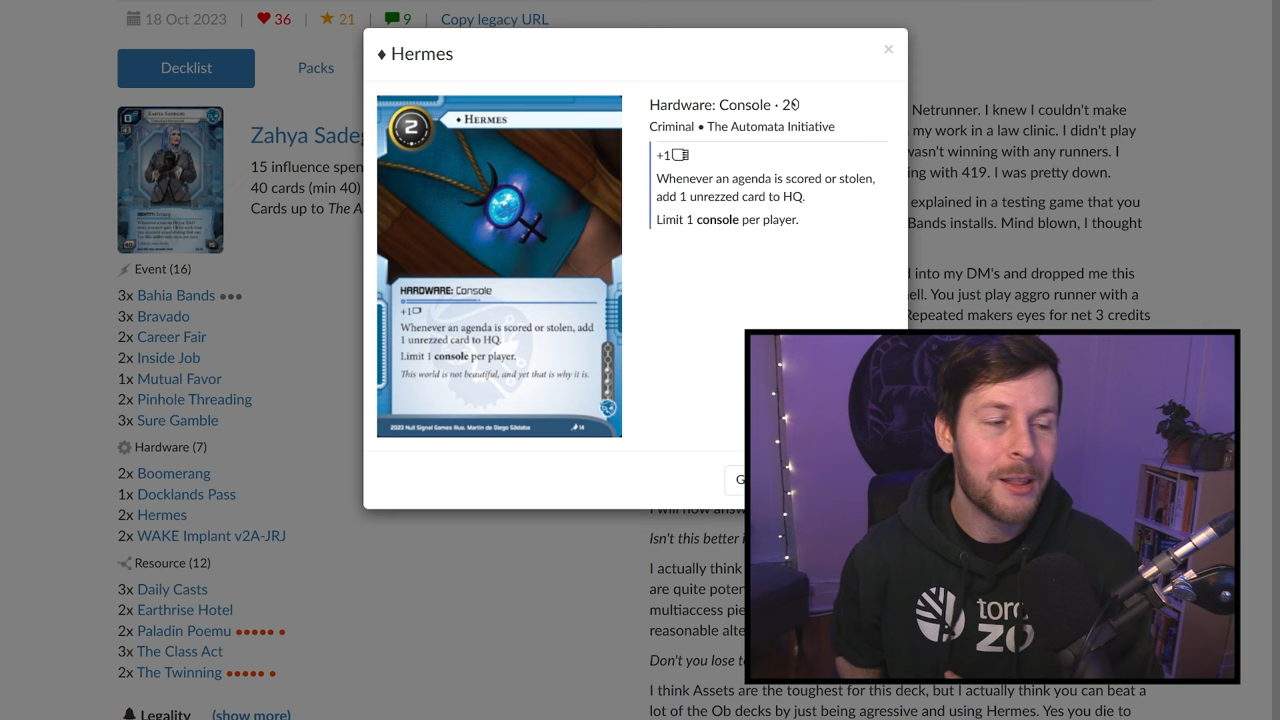 18 Oct 2023 | 36 | 21 | 9 | Copy legacy URL
Decklist Packs
Zahya Sadeg
15 influence spen
40 cards (min 40)
Cards up to The A
Event (16)
3x Bahia Bands
3x Bravado
2x Career Fair
2x Inside Job
1x Mutual Favor
2x Pinhole Threading
3x Sure Gamble
Hardware (7)
2x Boomerang
1x Docklands Pass
2x Hermes
2x WAKE Implant v2A-JRJ
Resource (12)
3x Daily Casts
2x Earthrise Hotel
2x Paladin Poemu
3x The Class Act
2x The Twinning
Legality (show more)
♦ Hermes
×
2
• HERMES
HARDWARE: Console
+1
Whenever an agenda is scored or stolen, add
1 unrezzed card to HQ.
Limit 1 console per player.
This world is not beautiful, and yet that is why it is.
2023 Null Signal Games Illus. Martin de Diego Sádaba
14
Hardware: Console · 2
Criminal • The Automata Initiative
+1
Whenever an agenda is scored or stolen,
add 1 unrezzed card to HQ.
Limit 1 console per player.
G
Netrunner. I knew I couldn't make
my work in a law clinic. I didn't play
wasn't winning with any runners. I
ng with 419. I was pretty down.
explained in a testing game that you
Bands installs. Mind blown, I thought
into my DM's and dropped me this
ell. You just play aggro runner with a
Repeated makers eyes for net 3 credits
I will now answ
Isn't this better i
I actually think
are quite poten
multiaccess pie
reasonable alte
Don't you lose to
I think Assets are the toughest for this deck, but I actually think you can beat a
lot of the Ob decks by just being agressive and using Hermes. Yes you die to